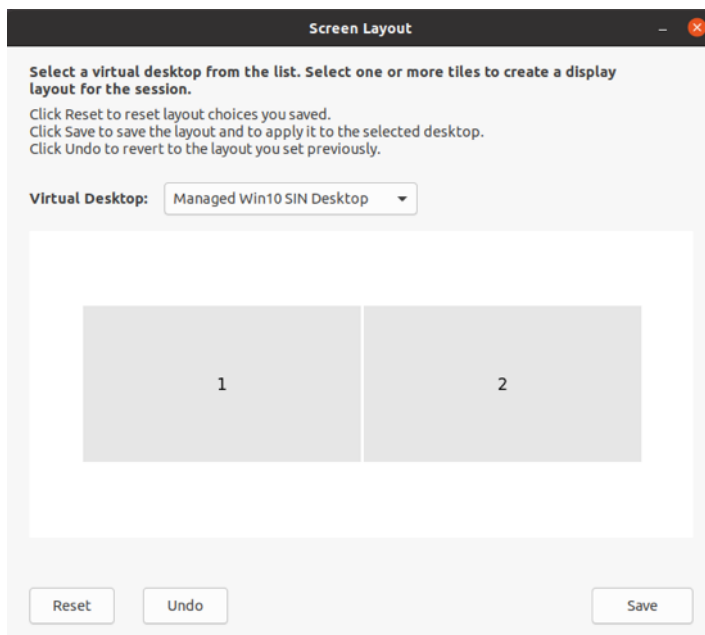 Screen Layout
Select a virtual desktop from the list. Select one or more tiles to create a display
layout for the session.
Click Reset to reset layout choices you saved.
Click Save to save the layout and to apply it to the selected desktop.
Click Undo to revert to the layout you set previously.
Virtual Desktop: Managed Win10 SIN Desktop
1 2
Reset Undo Save